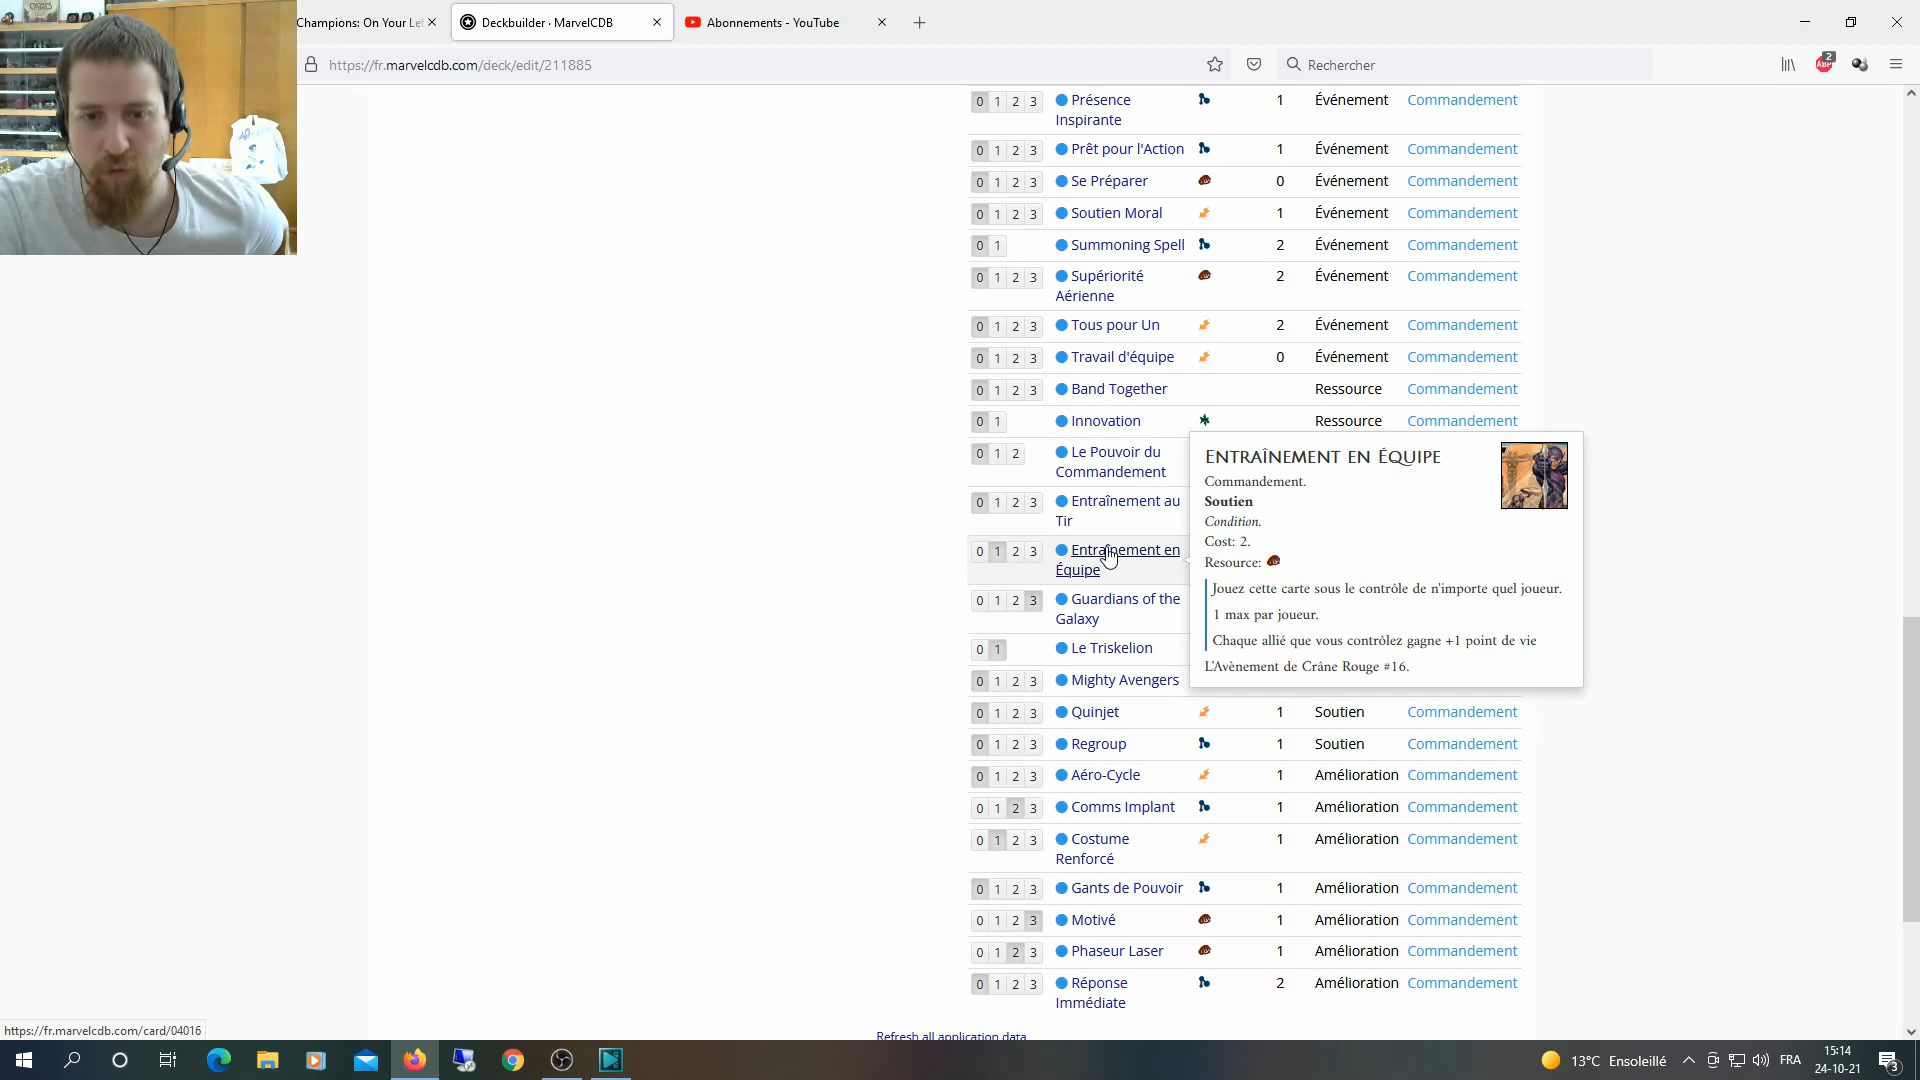 Champions: On Your Le
Deckbuilder · MarvelCDB
Abonnements - YouTube
https://fr.marvelcdb.com/deck/edit/211885
Rechercher
2
ABP
0 1 2 3 Présence Inspirante 1 Événement Commandement
0 1 2 3 Prêt pour l'Action 1 Événement Commandement
0 1 2 3 Se Préparer 0 Événement Commandement
0 1 2 3 Soutien Moral 1 Événement Commandement
0 1 Summoning Spell 2 Événement Commandement
0 1 2 3 Supériorité Aérienne 2 Événement Commandement
0 1 2 3 Tous pour Un 2 Événement Commandement
0 1 2 3 Travail d'équipe 0 Événement Commandement
0 1 2 3 Band Together Ressource Commandement
0 1 Innovation Ressource Commandement
0 1 2 Le Pouvoir du Commandement
0 1 2 3 Entraînement au Tir
0 1 2 3 Entraînement en Équipe
0 1 2 3 Guardians of the Galaxy
0 1 Le Triskelion
0 1 2 3 Mighty Avengers
0 1 2 3 Quinjet 1 Soutien Commandement
0 1 2 3 Regroup 1 Soutien Commandement
0 1 2 3 Aéro-Cycle 1 Amélioration Commandement
0 1 2 3 Comms Implant 1 Amélioration Commandement
0 1 2 3 Costume Renforcé 1 Amélioration Commandement
0 1 2 3 Gants de Pouvoir 1 Amélioration Commandement
0 1 2 3 Motivé 1 Amélioration Commandement
0 1 2 3 Phaseur Laser 1 Amélioration Commandement
0 1 2 3 Réponse Immédiate 2 Amélioration Commandement
ENTRAÎNEMENT EN ÉQUIPE
Commandement.
Soutien
Condition.
Cost: 2.
Resource:
Jouez cette carte sous le contrôle de n'importe quel joueur.
1 max par joueur.
Chaque allié que vous contrôlez gagne +1 point de vie
L'Avènement de Crâne Rouge #16.
Refresh all application data
https://fr.marvelcdb.com/card/04016
13°C Ensoleillé
FRA
15:14
24-10-21
3